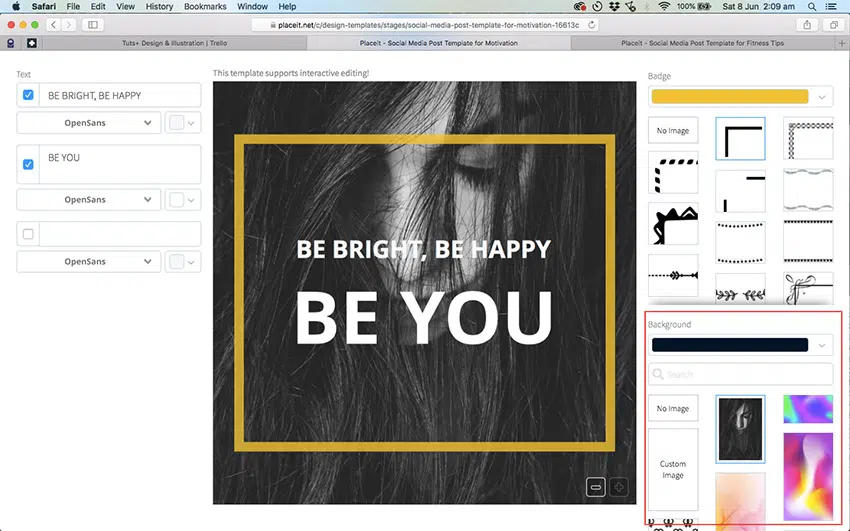 Safari File Edit View History Bookmarks Window Help 100% Sat 8 Jun 2:09 am
placeit.net/c/design-templates/stages/social-media-post-template-for-motivation-16613c
Tuts+ Design & Illustration | Trello
Placeit - Social Media Post Template for Motivation
Placeit - Social Media Post Template for Fitness Tips
Text
BE BRIGHT, BE HAPPY
OpenSans
BE YOU
OpenSans
OpenSans
This template supports interactive editing!
BE BRIGHT, BE HAPPY
BE YOU
Badge
No Image
Background
Search
No Image
Custom
Image